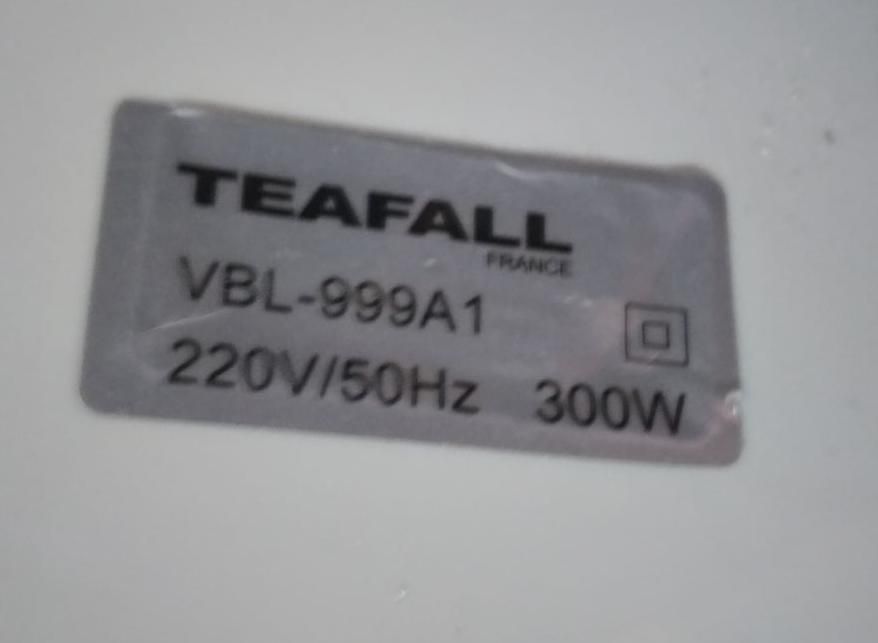 TEAFALL
FRANCE
VBL-999A1
220V/50Hz 300W